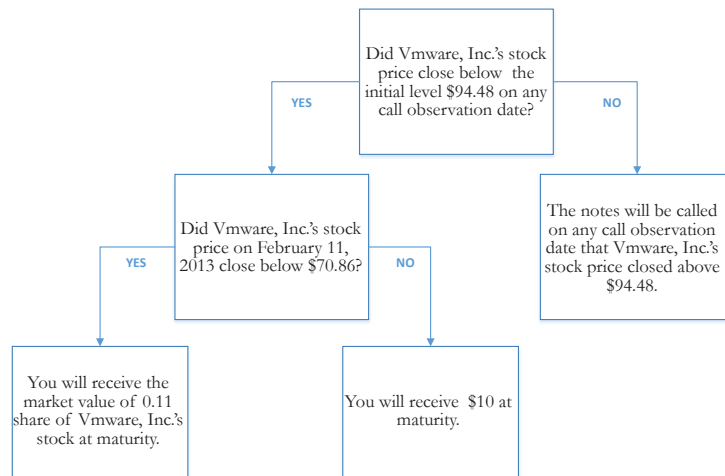 Did Vmware, Inc.'s stock
price close below the
initial level $94.48 on any
call observation date?
YES
NO
Did Vmware, Inc.'s stock
price on February 11,
2013 close below $70.86?
The notes will be called
on any call observation
date that Vmware, Inc.'s
stock price closed above
$94.48.
YES
NO
You will receive the
market value of 0.11
share of Vmware, Inc.'s
stock at maturity.
You will receive $10 at
maturity.